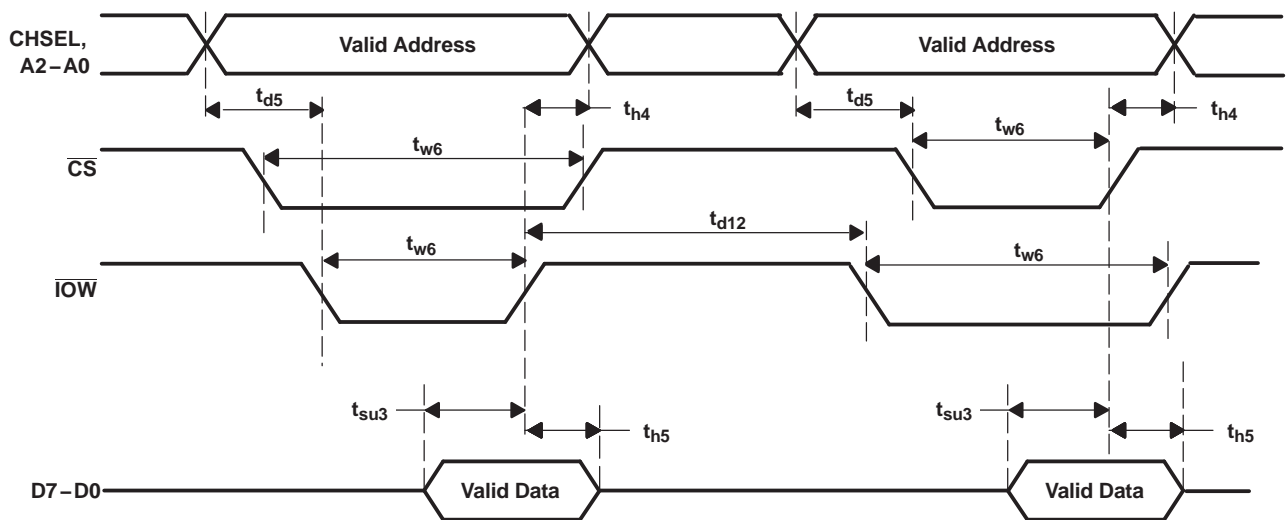 CHSEL,
A2–A0
Valid Address
Valid Address
td5
th4
td5
th4
tw6
tw6
CS
td12
tw6
tw6
IOW
tsu3
th5
tsu3
th5
D7–D0
Valid Data
Valid Data